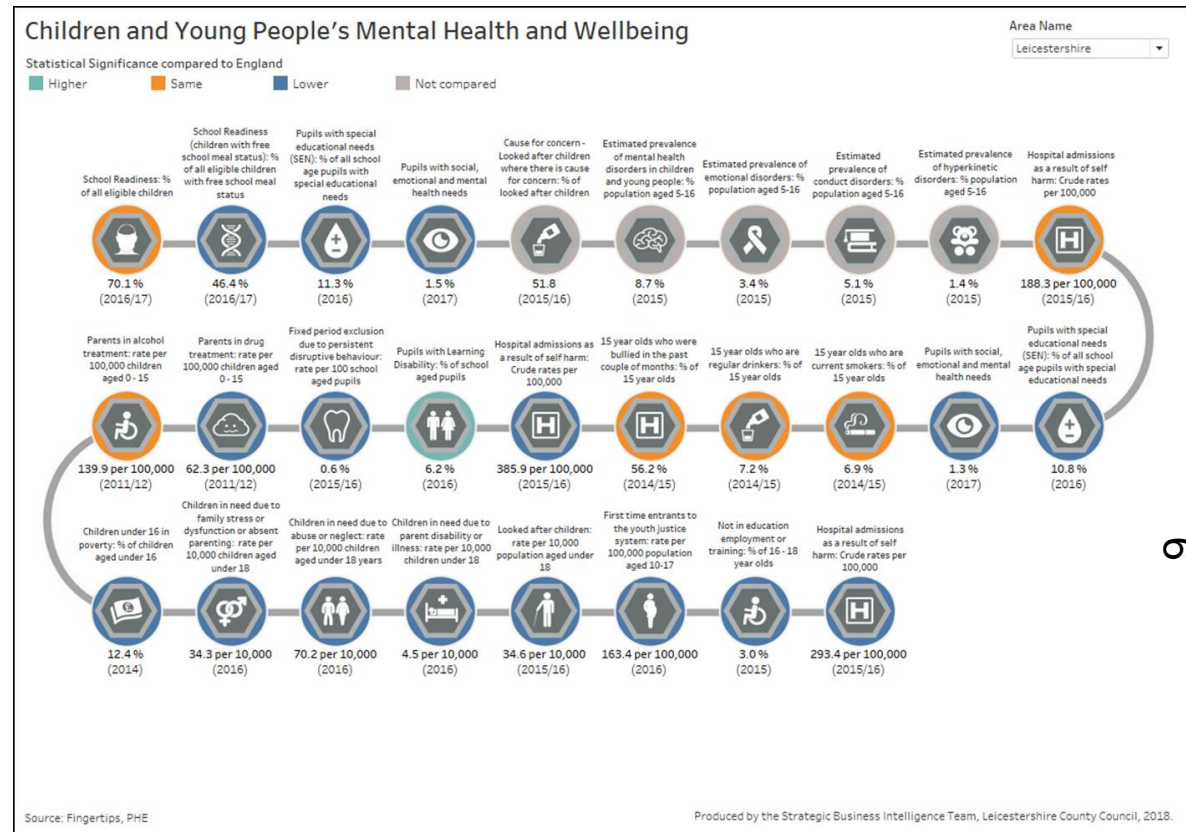 Children and Young People's Mental Health and Wellbeing
Area Name
Leicestershire
Statistical Significance compared to England
Higher
Same
Lower
Not compared
School Readiness: %
of all eligible children
70.1 %
(2016/17)
School Readiness
(children with free
school meal status): %
of all eligible children
with free school meal
status
46.4 %
(2016/17)
Pupils with special
educational needs
(SEN): % of all school
age pupils with
special educational
needs
11.3 %
(2016)
Pupils with social,
emotional and mental
health needs
1.5 %
(2017)
Cause for concern -
Looked after children
where there is cause
for concern: % of
looked after children
51.8
(2015/16)
Estimated prevalence
of mental health
disorders in children
and young people: %
population aged 5-16
8.7 %
(2015)
Estimated prevalence of
emotional disorders: %
population aged 5-16
3.4 %
(2015)
Estimated
prevalence of
conduct disorders: %
population aged 5-16
5.1 %
(2015)
Estimated prevalence
of hyperkinetic
disorders: % population
aged 5-16
1.4 %
(2015)
Hospital admissions
as a result of self
harm: Crude rates
per 100,000
H
188.3 per 100,000
(2015/16)
Parents in alcohol
treatment: rate per
100,000 children
aged 0 - 15
139.9 per 100,000
(2011/12)
Parents in drug
treatment: rate per
100,000 children aged
0 - 15
62.3 per 100,000
(2011/12)
Fixed period exclusion
due to persistent
disruptive behaviour:
rate per 100 school
aged pupils
0.6 %
(2015/16)
Pupils with Learning
Disability: % of school
aged pupils
6.2 %
(2016)
Hospital admissions as
a result of self harm:
Crude rates per
100,000
H
385.9 per 100,000
(2015/16)
15 year olds who were
bullied in the past
couple of months: % of
15 year olds
H
56.2 %
(2014/15)
15 year olds who are
regular drinkers: % of
15 year olds
7.2 %
(2014/15)
15 year olds who are
current smokers: % of
15 year olds
6.9 %
(2014/15)
Pupils with social,
emotional and mental
health needs
1.3 %
(2017)
Pupils with special
educational needs
(SEN): % of all school
age pupils with special
educational needs
10.8 %
(2016)
Children under 16 in
poverty: % of children
aged under 16
£
12.4 %
(2014)
Children in need due to
family stress or
dysfunction or absent
parenting: rate per
10,000 children aged
under 18
34.3 per 10,000
(2016)
Children in need due to
abuse or neglect: rate
per 10,000 children
aged under 18 years
70.2 per 10,000
(2016)
Children in need due to
parent disability or
illness: rate per 10,000
children under 18
4.5 per 10,000
(2016)
Looked after children:
rate per 10,000
population aged under
18
34.6 per 10,000
(2015/16)
First time entrants to
the youth justice
system: rate per
100,000 population
aged 10-17
163.4 per 100,000
(2016)
Not in education
employment or
training: % of 16 - 18
year olds
3.0 %
(2015)
Hospital admissions
as a result of self
harm: Crude rates per
100,000
H
293.4 per 100,000
(2015/16)
9
Source: Fingertips, PHE
Produced by the Strategic Business Intelligence Team, Leicestershire County Council, 2018.